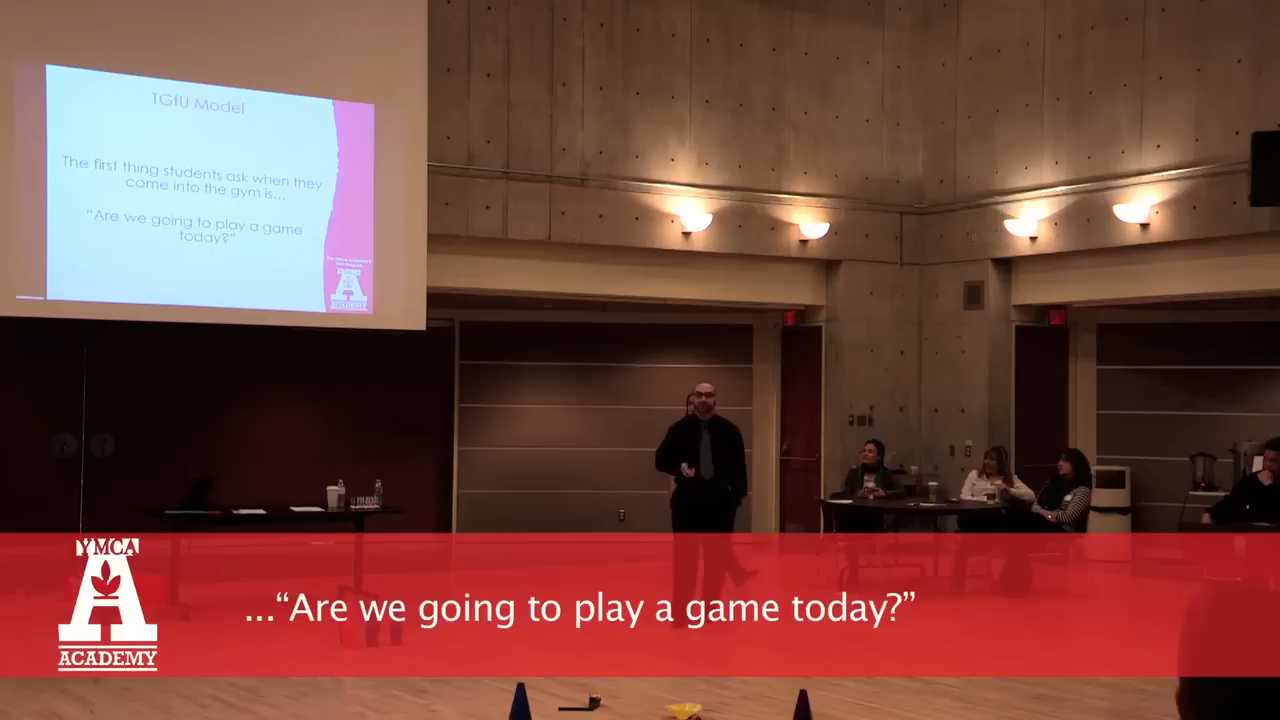 TGfU Model
The first thing students ask when they
come into the gym is...
"Are we going to play a game
today?"
YMCA
ACADEMY
..."Are we going to play a game today?"